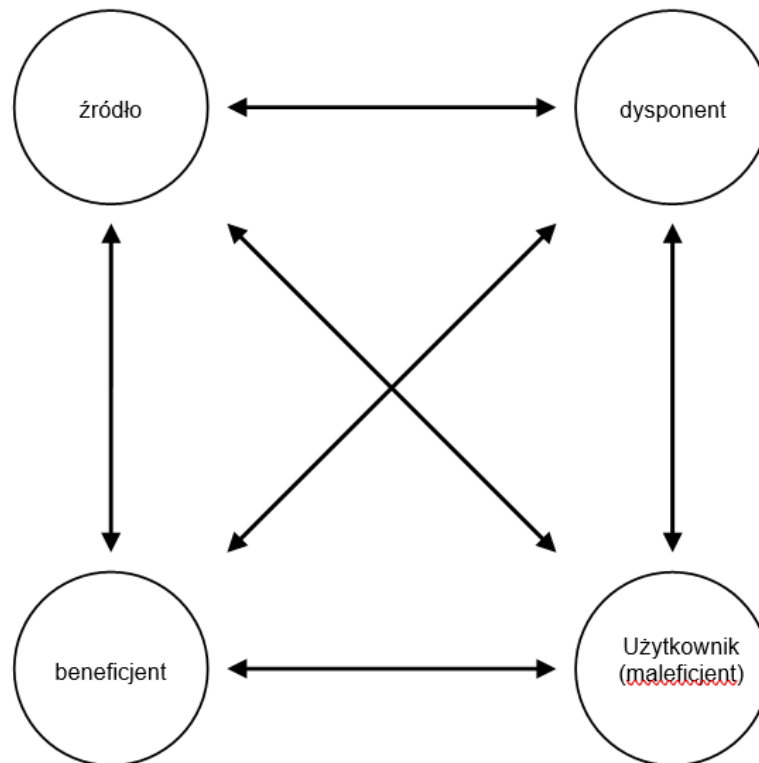 źródło
dysponent
beneficjent
Użytkownik
(maleficjent)